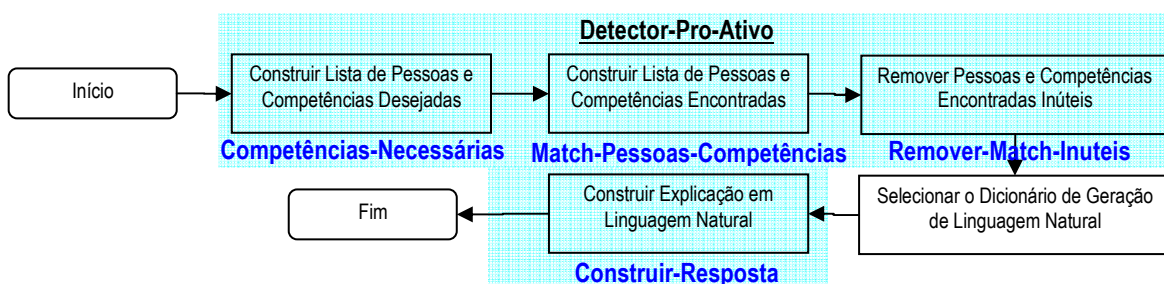 Detector-Pro-Ativo
Início
Construir Lista de Pessoas e
Competências Desejadas
Competências-Necessárias
Construir Lista de Pessoas e
Competências Encontradas
Match-Pessoas-Competências
Remover Pessoas e Competências
Encontradas Inúteis
Remover-Match-Inuteis
Selecionar o Dicionário de Geração
de Linguagem Natural
Construir Explicação em
Linguagem Natural
Construir-Resposta
Fim